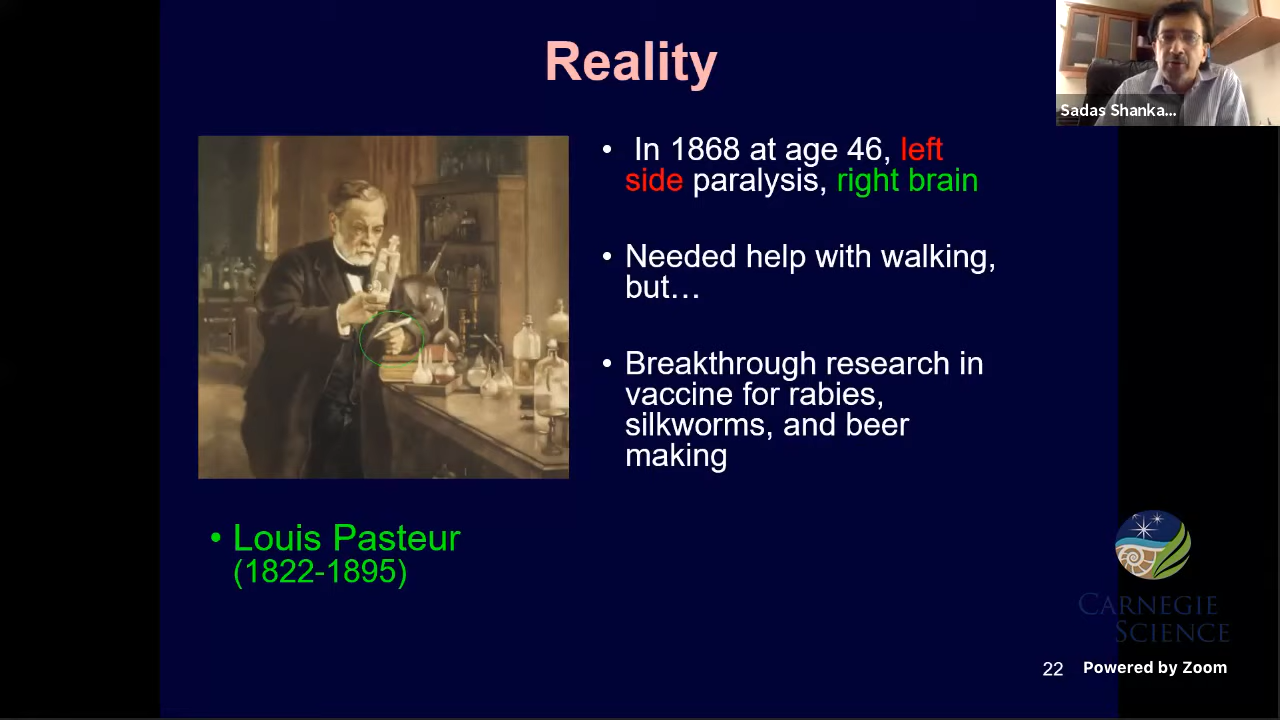 Reality
Sadas Shanka...
• In 1868 at age 46, left
side paralysis, right brain
• Needed help with walking,
but…
• Breakthrough research in
vaccine for rabies,
silkworms, and beer
making
• Louis Pasteur
(1822-1895)
CARNEGIE
SCIENCE
22
Powered by Zoom